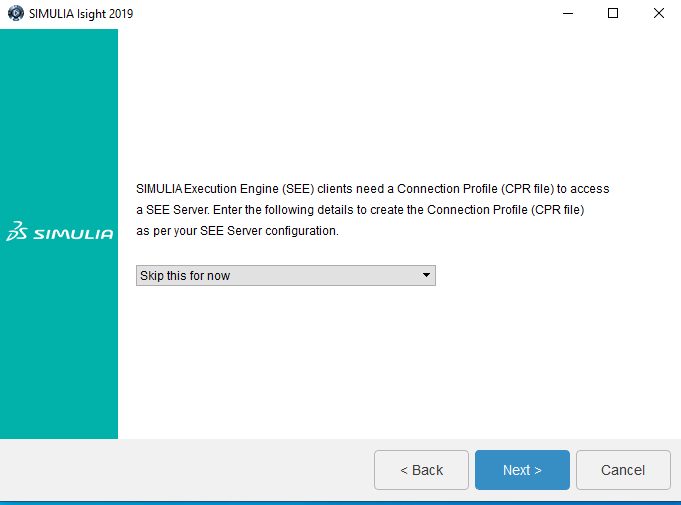 SIMULIA Isight 2019
SIMULIA Execution Engine (SEE) clients need a Connection Profile (CPR file) to access
a SEE Server. Enter the following details to create the Connection Profile (CPR file)
as per your SEE Server configuration.
SIMULIA
Skip this for now
< Back
Next >
Cancel